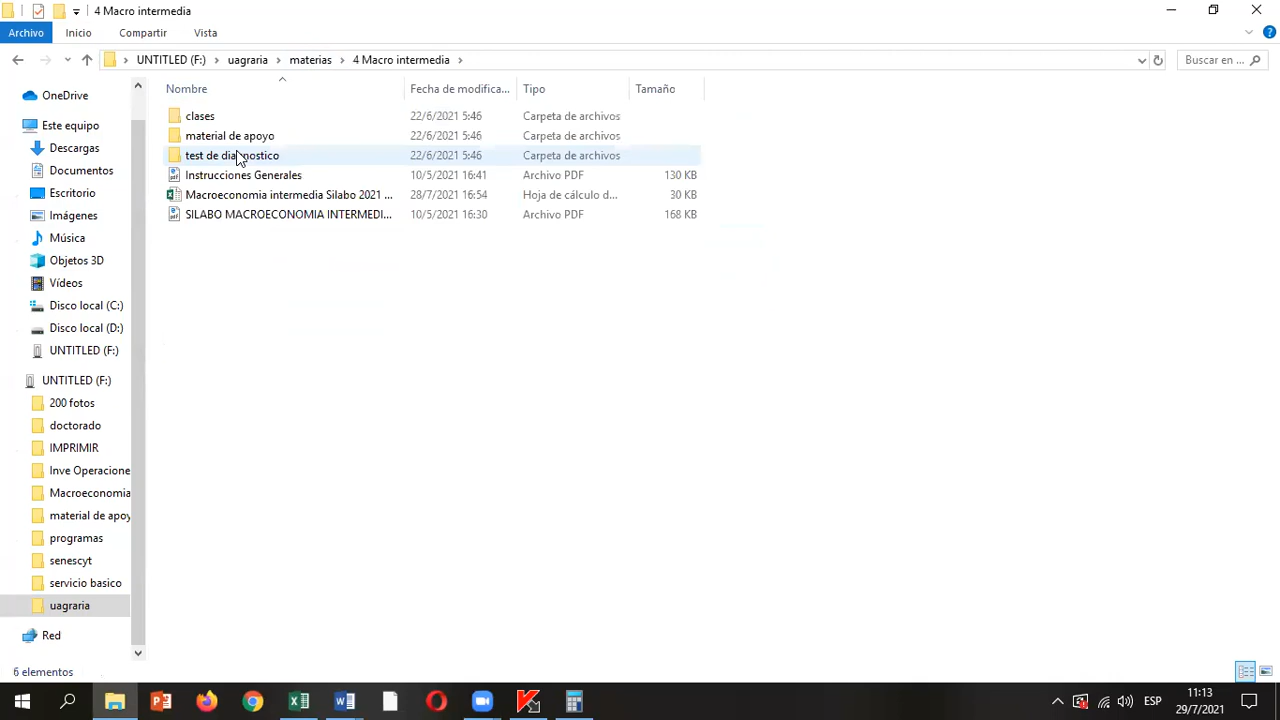 4 Macro intermedia
Archivo Inicio Compartir Vista
UNTITLED (F:) uagraria materias 4 Macro intermedia Buscar en ...
Nombre Fecha de modifica... Tipo Tamaño
clases 22/6/2021 5:46 Carpeta de archivos
material de apoyo 22/6/2021 5:46 Carpeta de archivos
test de diagnostico 22/6/2021 5:46 Carpeta de archivos
Instrucciones Generales 10/5/2021 16:41 Archivo PDF 130 KB
Macroeconomia intermedia Silabo 2021 ... 28/7/2021 16:54 Hoja de cálculo d... 30 KB
SILABO MACROECONOMIA INTERMEDI... 10/5/2021 16:30 Archivo PDF 168 KB
OneDrive
Este equipo
Descargas
Documentos
Escritorio
Imágenes
Música
Objetos 3D
Vídeos
Disco local (C:)
Disco local (D:)
UNTITLED (F:)
UNTITLED (F:)
200 fotos
doctorado
IMPRIMIR
Inve Operacione
Macroeconomia
material de apoy
programas
senescyt
servicio basico
uagraria
Red
6 elementos
ESP
11:13
29/7/2021